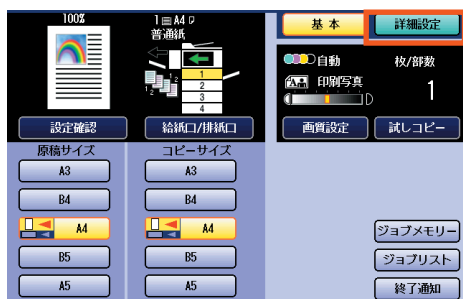 100%
1 A4
普通紙
1 2
1 2
1
2
3
4
設定確認
給紙口/排紙口
基本
詳細設定
自動
枚/部数
印刷写真
1
画質設定
試しコピー
原稿サイズ
コピーサイズ
A3
A3
B4
B4
A4
A4
B5
B5
A5
A5
ジョブメモリー
ジョブリスト
終了通知